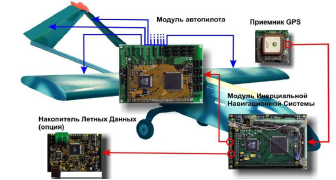 Модуль автопилота
Приемник GPS
Модуль Инерциальной
Навигационной Системы
Накопитель Летных Данных
(опция)